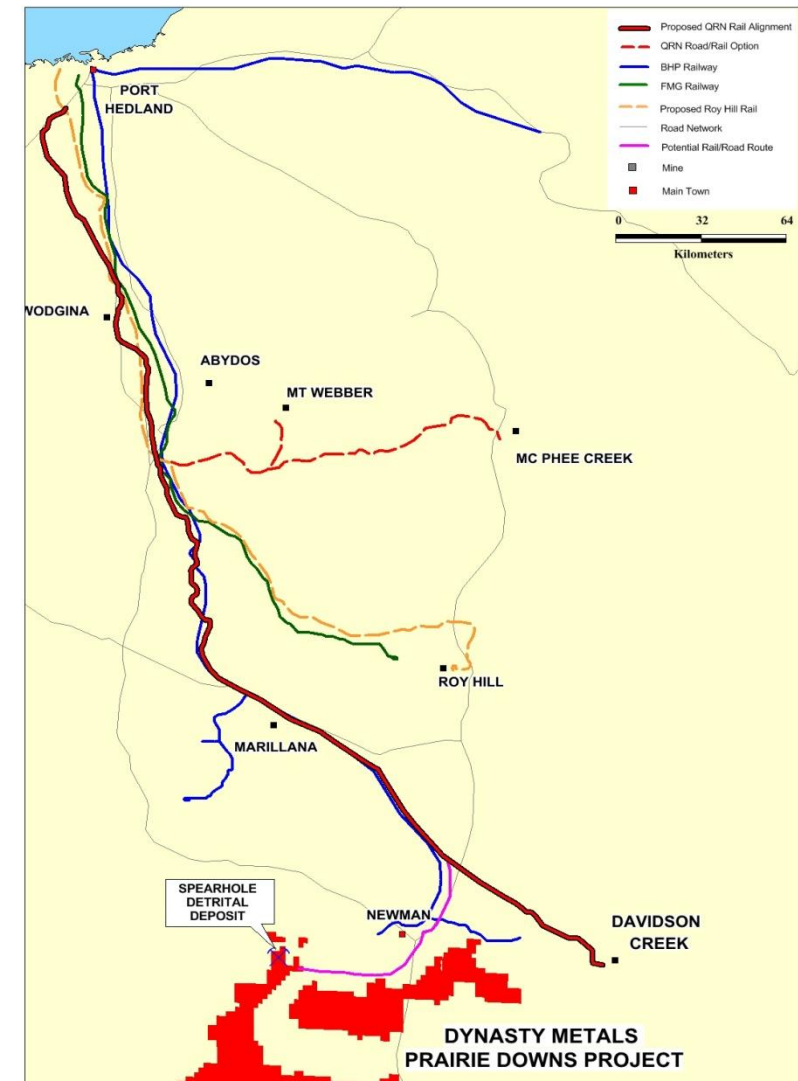 Proposed QRN Rail Alignment
QRN Road/Rail Option
BHP Railway
FMG Railway
Proposed Roy Hill Rail
Road Network
Potential Rail/Road Route
Mine
Main Town
0 32 64
Kilometers
PORT
HEDLAND
WODGINA
ABYDOS
MT WEBBER
MC PHEE CREEK
ROY HILL
MARILLANA
SPEARHOLE
DETRITAL
DEPOSIT
NEWMAN
DAVIDSON
CREEK
DYNASTY METALS
PRAIRIE DOWNS PROJECT